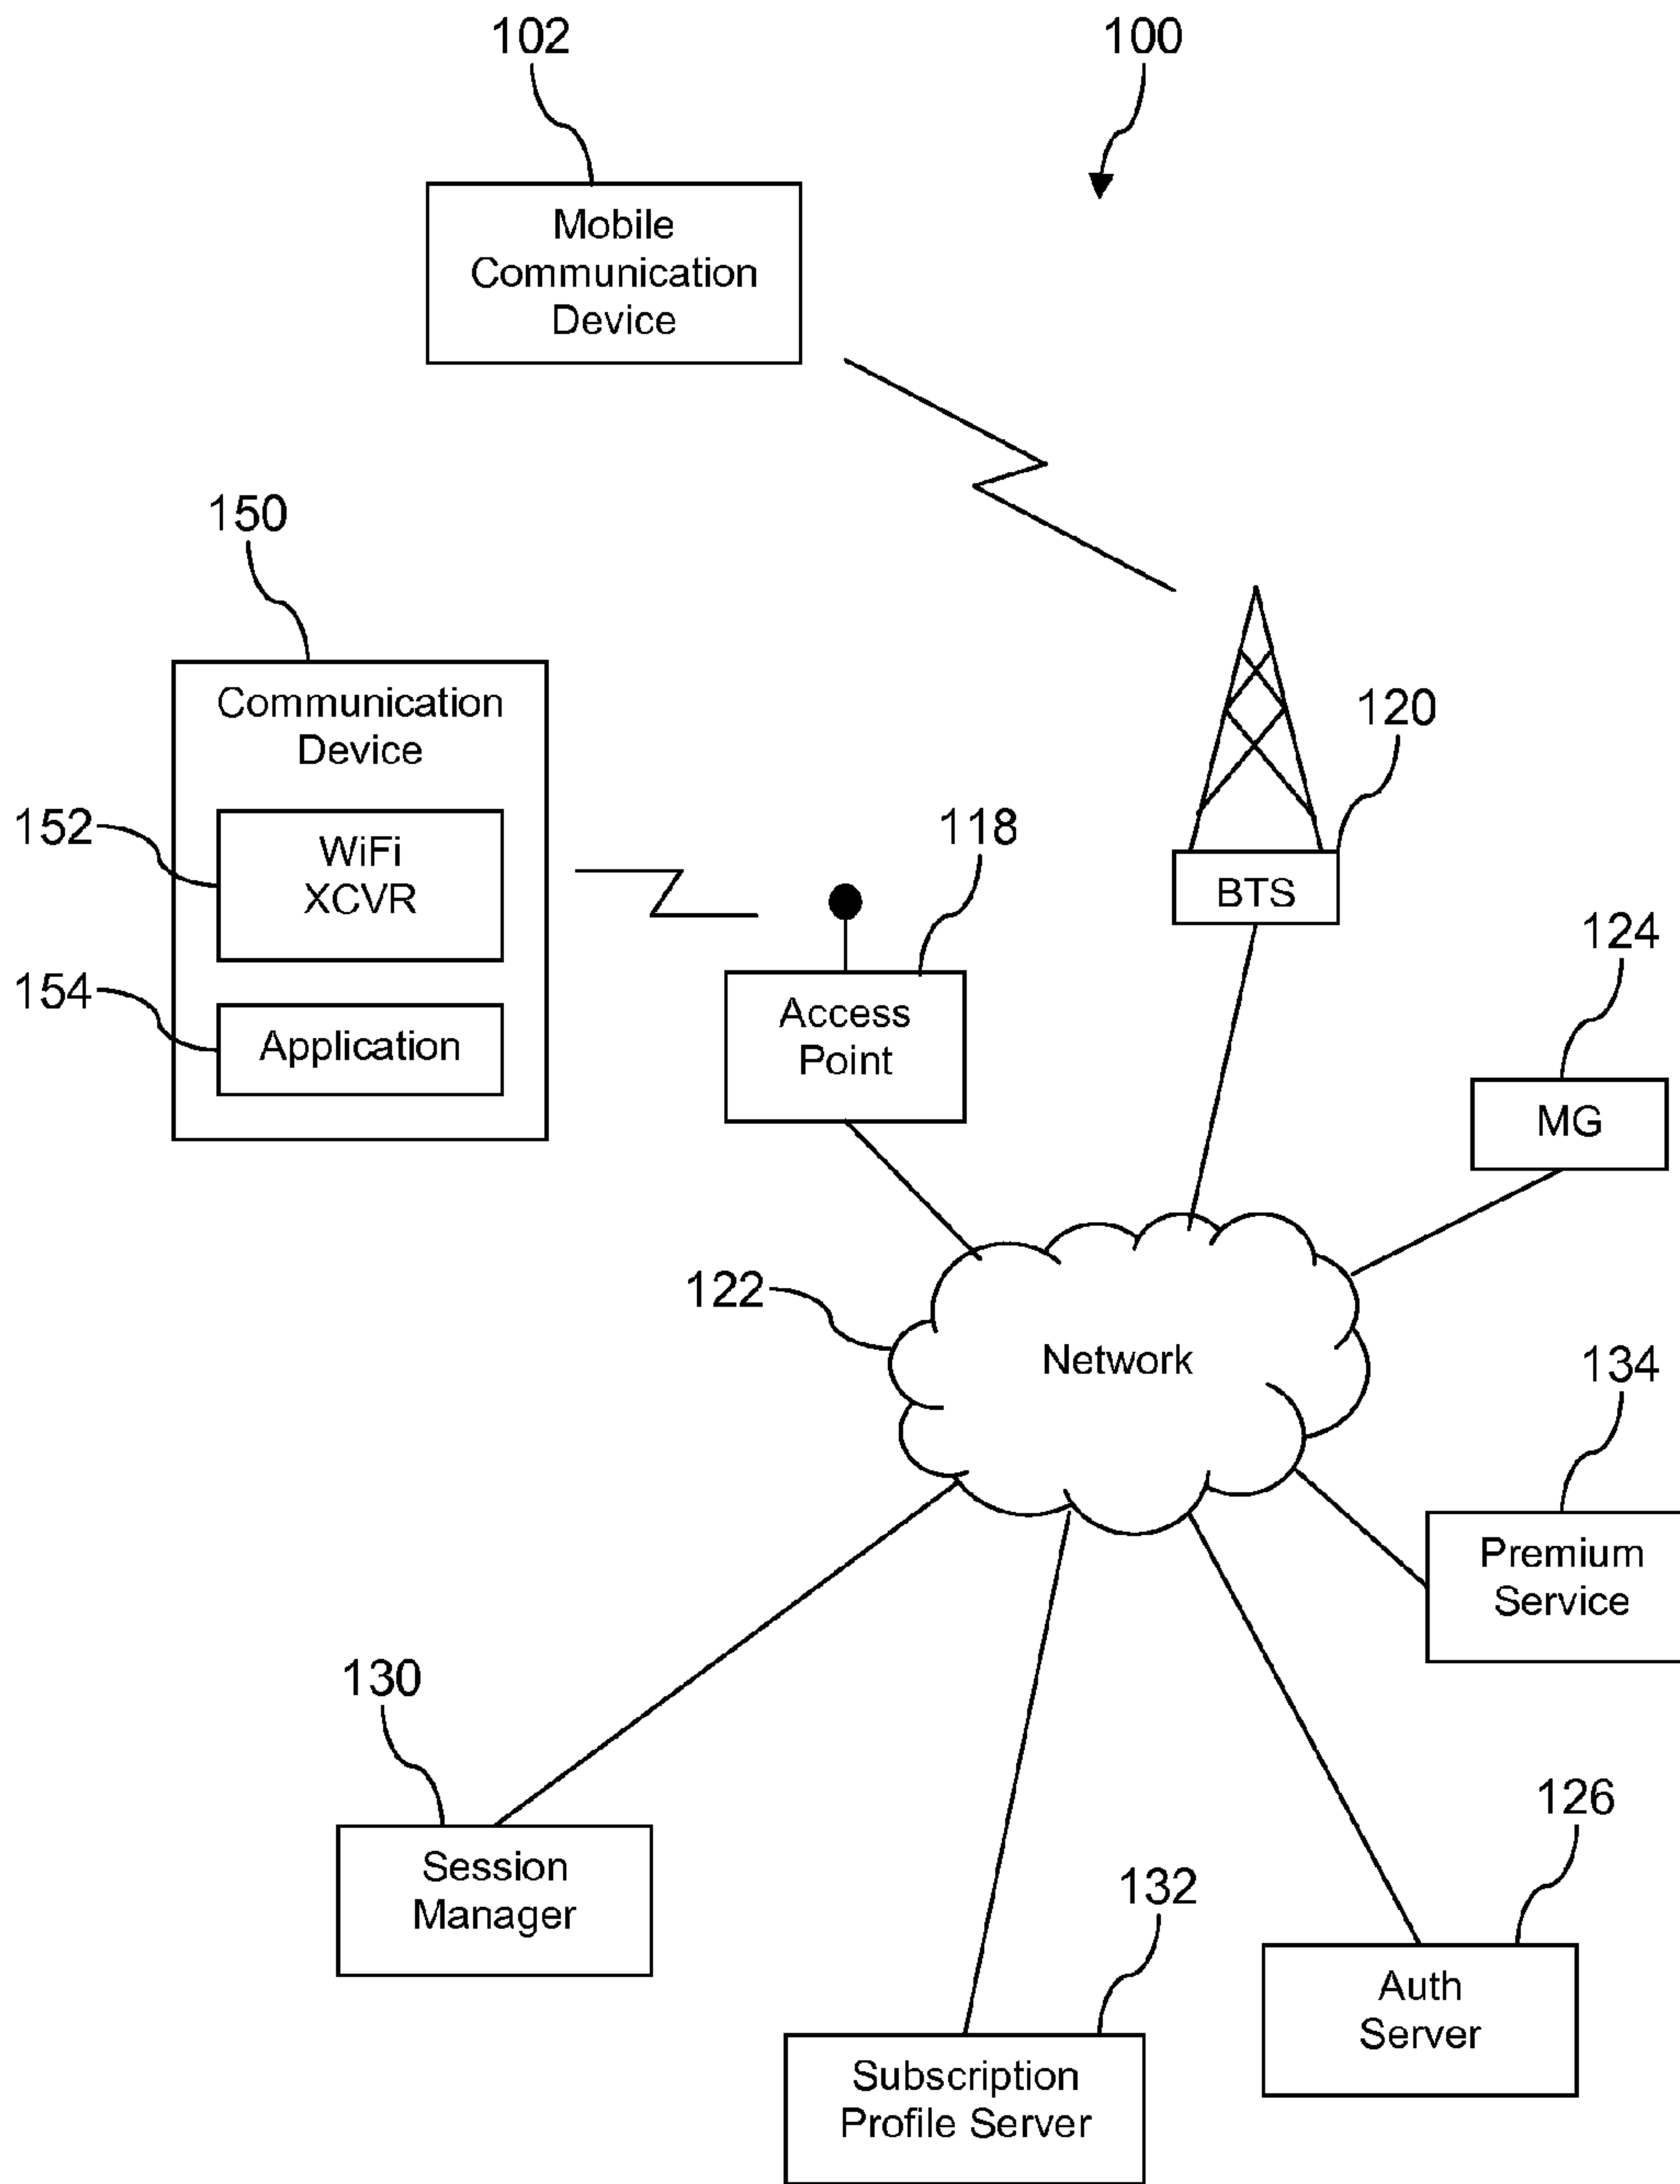 102
100
Mobile
Communication
Device
150
Communication
Device
120
152
WiFi
XCVR
118
BTS
124
154
Application
Access
Point
MG
122
Network
134
Premium
Service
130
126
Session
Manager
132
Auth
Server
Subscription
Profile Server